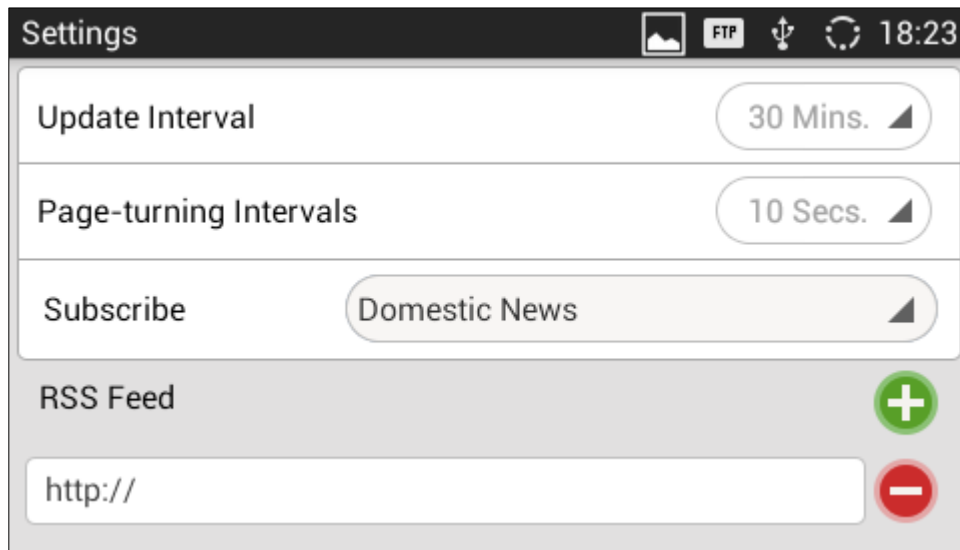 Settings FTP 18:23
Update Interval 30 Mins.
Page-turning Intervals 10 Secs.
Subscribe Domestic News
RSS Feed
http://